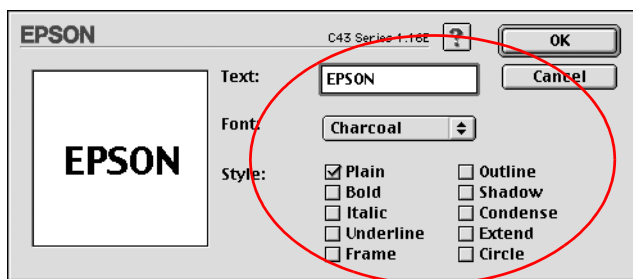 EPSON
C43 Series 1.16E
?
OK
Text:
EPSON
Cancel
Font:
Charcoal
EPSON
Style:
Plain
Outline
Bold
Shadow
Italic
Condense
Underline
Extend
Frame
Circle